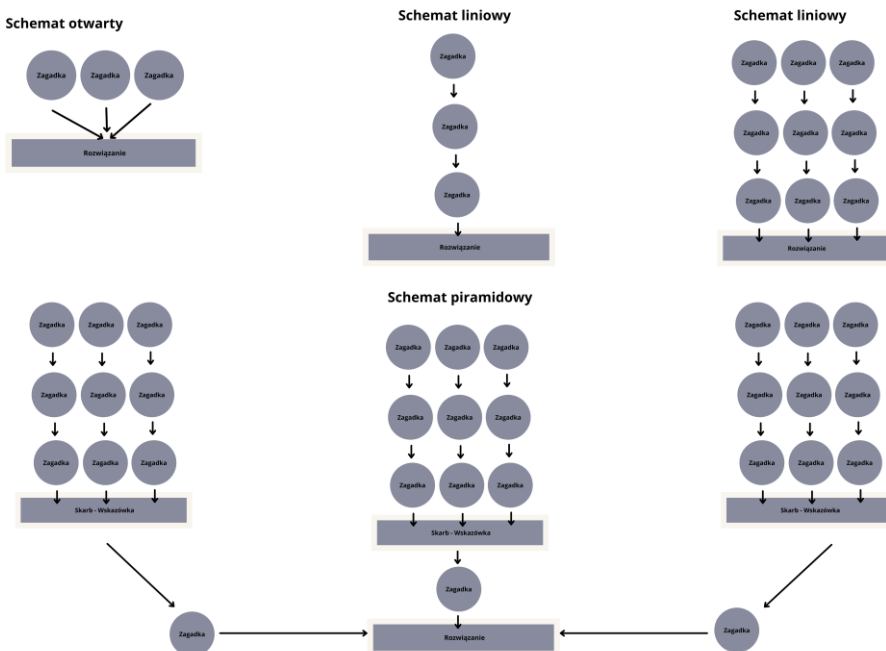 Schemat otwarty
Schemat liniowy
Schemat liniowy
Zagadka Zagadka Zagadka
Rozwiązanie
Zagadka
Zagadka
Zagadka
Rozwiązanie
Zagadka Zagadka Zagadka
Zagadka Zagadka Zagadka
Zagadka Zagadka Zagadka
Rozwiązanie
Zagadka Zagadka Zagadka
Zagadka Zagadka Zagadka
Zagadka Zagadka Zagadka
Skarb - Wskazówka
Zagadka
Schemat piramidowy
Zagadka Zagadka Zagadka
Zagadka Zagadka Zagadka
Zagadka Zagadka Zagadka
Skarb - Wskazówka
Zagadka
Rozwiązanie
Zagadka Zagadka Zagadka
Zagadka Zagadka Zagadka
Zagadka Zagadka Zagadka
Skarb - Wskazówka
Zagadka